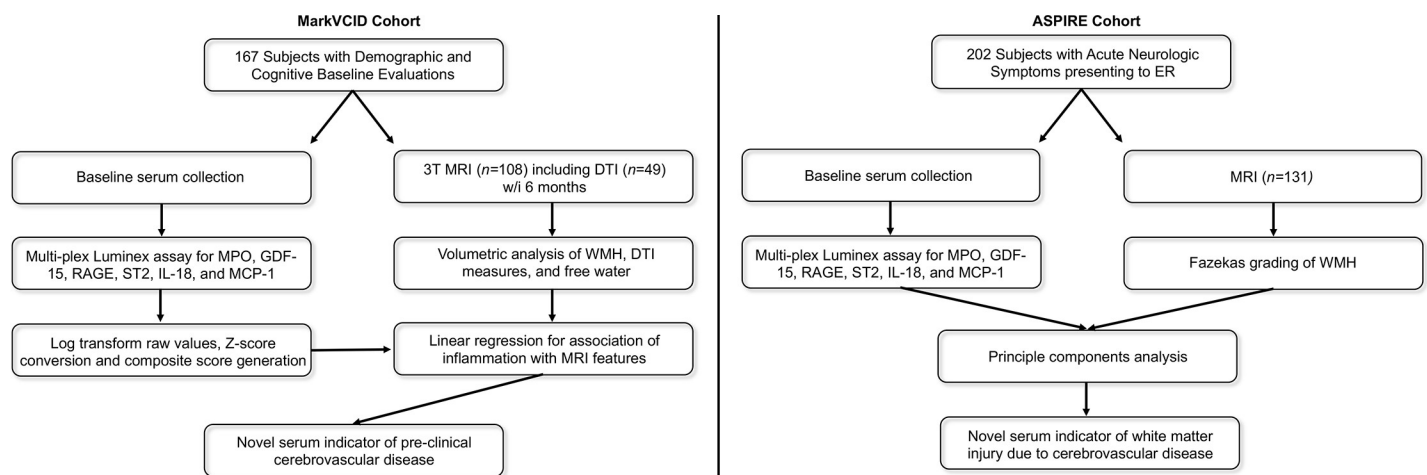 MarkVCID Cohort
167 Subjects with Demographic and
Cognitive Baseline Evaluations
Baseline serum collection
3T MRI (n=108) including DTI (n=49)
w/i 6 months
Multi-plex Luminex assay for MPO, GDF-
15, RAGE, ST2, IL-18, and MCP-1
Volumetric analysis of WMH, DTI
measures, and free water
Log transform raw values, Z-score
conversion and composite score generation
Linear regression for association of
inflammation with MRI features
Novel serum indicator of pre-clinical
cerebrovascular disease
ASPIRE Cohort
202 Subjects with Acute Neurologic
Symptoms presenting to ER
Baseline serum collection
MRI (n=131)
Multi-plex Luminex assay for MPO, GDF-
15, RAGE, ST2, IL-18, and MCP-1
Fazekas grading of WMH
Principle components analysis
Novel serum indicator of white matter
injury due to cerebrovascular disease